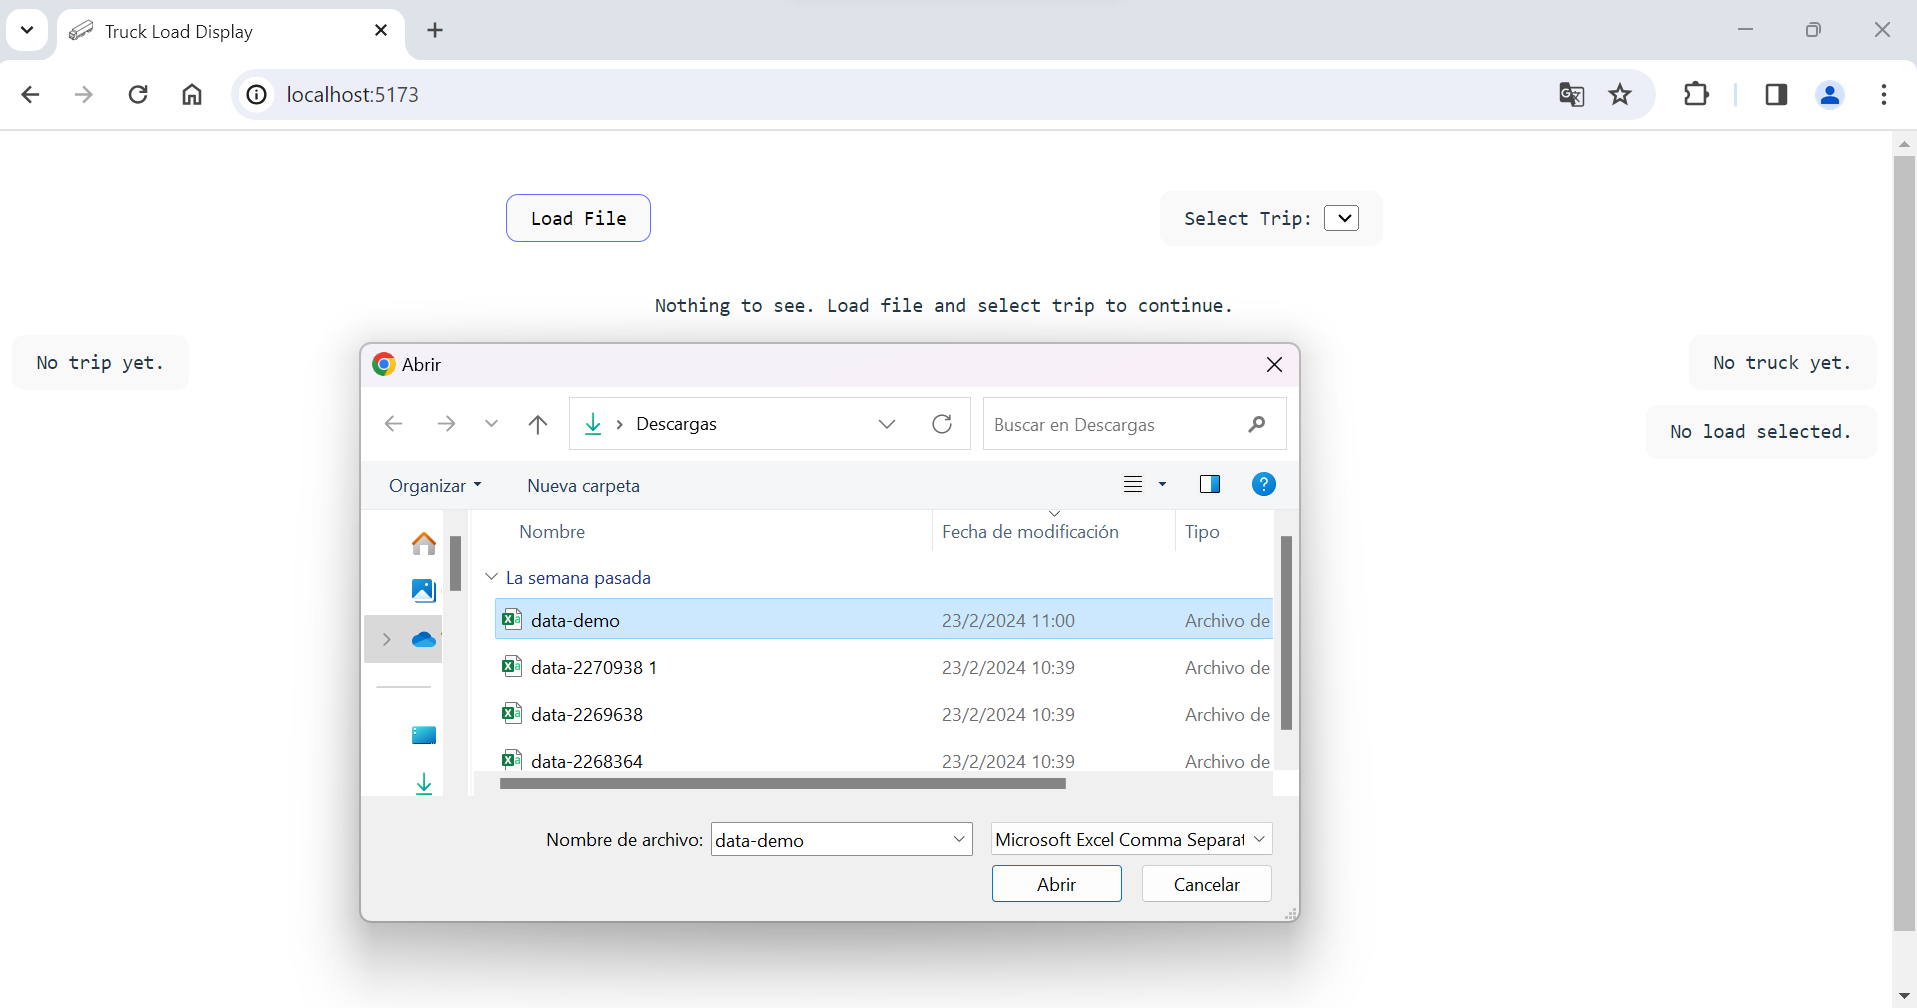 Truck Load Display
localhost:5173
Load File
Select Trip:
Nothing to see. Load file and select trip to continue.
No trip yet.
No truck yet.
No load selected.
Abrir
Descargas
Buscar en Descargas
Organizar
Nueva carpeta
Nombre
Fecha de modificación
Tipo
La semana pasada
data-demo 23/2/2024 11:00 Archivo de
data-2270938 1 23/2/2024 10:39 Archivo de
data-2269638 23/2/2024 10:39 Archivo de
data-2268364 23/2/2024 10:39 Archivo de
Nombre de archivo: data-demo
Microsoft Excel Comma Separat
Abrir
Cancelar